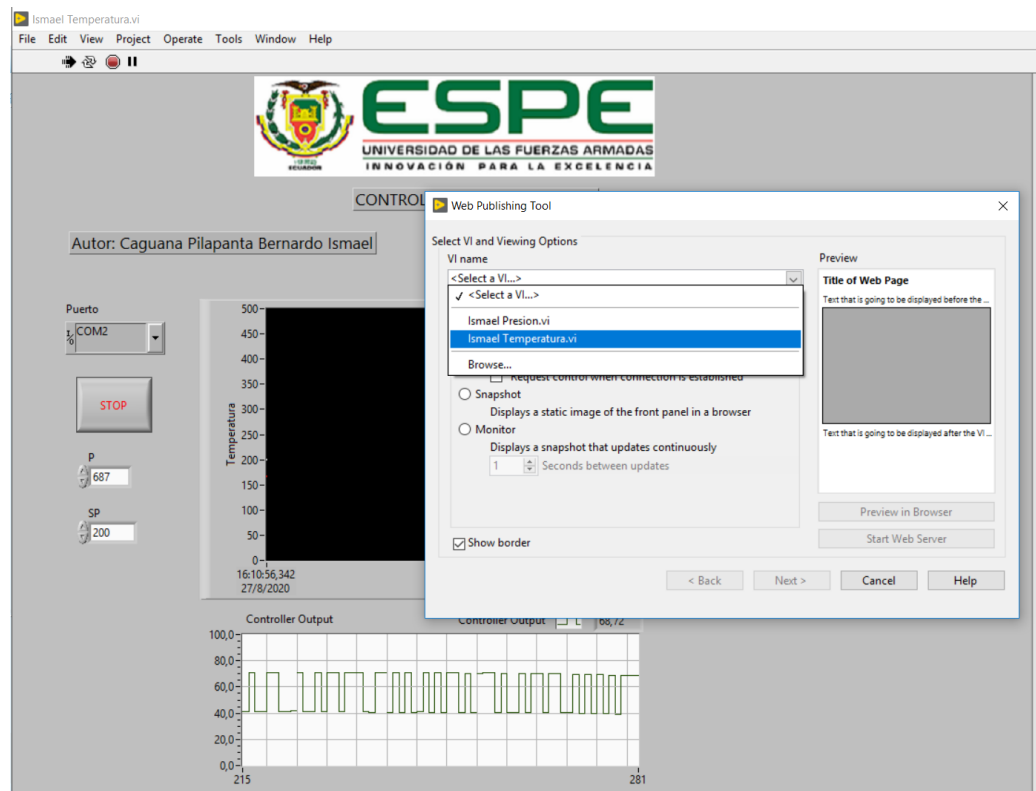 Ismael Temperatura.vi
File Edit View Project Operate Tools Window Help
ESPE
UNIVERSIDAD DE LAS FUERZAS ARMADAS
INNOVACIÓN PARA LA EXCELENCIA
ECUADOR
CONTROL
Autor: Caguana Pilapanta Bernardo Ismael
Puerto
COM2
STOP
P
687
SP
200
Temperatura
500
450
400
350
300
250
200
150
100
50
0
16:10:56,342
27/8/2020
Web Publishing Tool
Select VI and Viewing Options
VI name
<Select a VI...>
<Select a VI...>
Ismael Presion.vi
Ismael Temperatura.vi
Browse...
Request control when connection is established
Snapshot
Displays a static image of the front panel in a browser
Monitor
Displays a snapshot that updates continuously
1 Seconds between updates
Show border
Preview
Title of Web Page
Text that is going to be displayed before the ...
Text that is going to be displayed after the VI ...
Preview in Browser
Start Web Server
< Back Next > Cancel Help
Controller Output
Controller Output 68,72
100,0
80,0
60,0
40,0
20,0
0,0
215 281